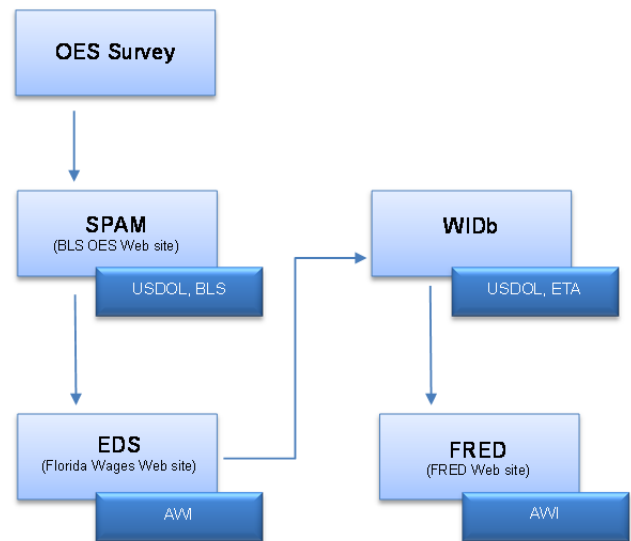 OES Survey
SPAM
(BLS OES Web site)
USDOL, BLS
EDS
(Florida Wages Web site)
AWI
WIDb
USDOL, ETA
FRED
(FRED Web site)
AWI